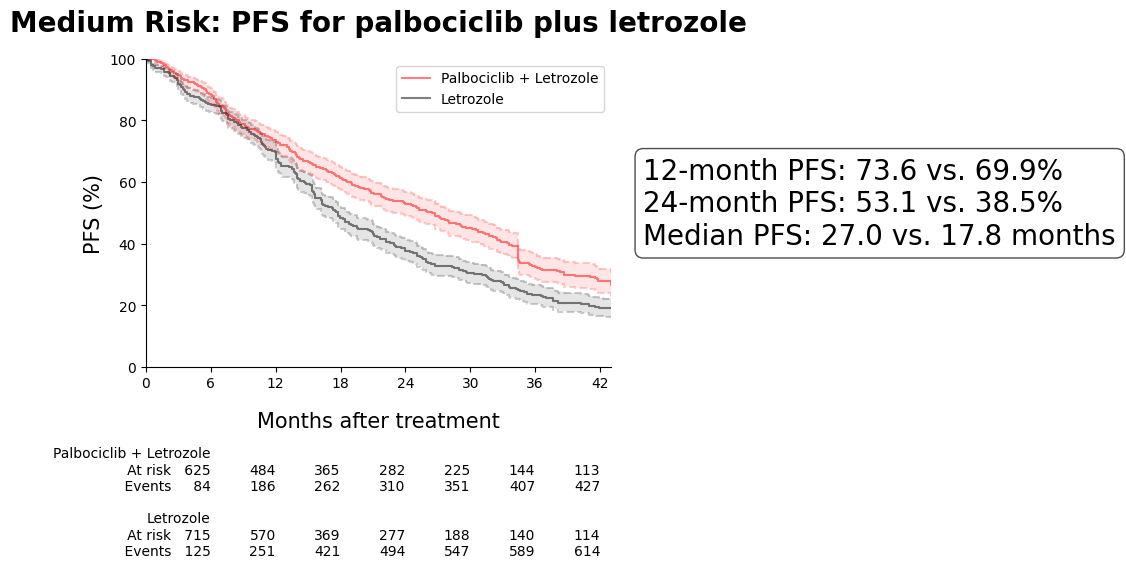 Medium Risk: PFS for palbociclib plus letrozole
100
80
60
40
20
0
PFS (%)
Palbociclib + Letrozole
Letrozole
12-month PFS: 73.6 vs. 69.9%
24-month PFS: 53.1 vs. 38.5%
Median PFS: 27.0 vs. 17.8 months
0 6 12 18 24 30 36 42
Months after treatment
Palbociclib + Letrozole
At risk 625 484 365 282 225 144 113
Events 84 186 262 310 351 407 427
Letrozole
At risk 715 570 369 277 188 140 114
Events 125 251 421 494 547 589 614